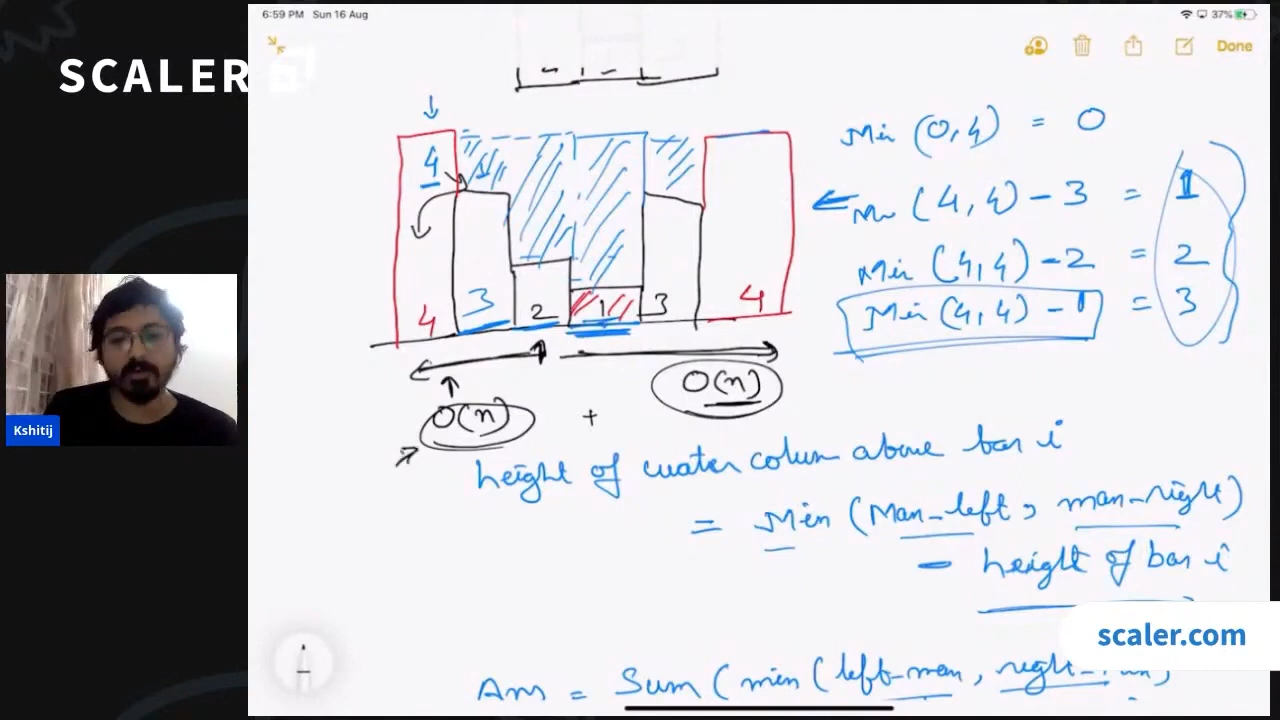 6:59 PM Sun 16 Aug
37%
SCALER
Done
Min (0,4) = 0
4
Min (4,4) - 3 = 1
Min (4,4) - 2 = 2
Min (4,4) - 1 = 3
4 3 2 1 3 4
O(n) + O(n)
Kshitij
height of water column above bar i
= Min (Max_left, max_right)
- height of bar i
scaler.com
Ans = Sum (min (left-max,